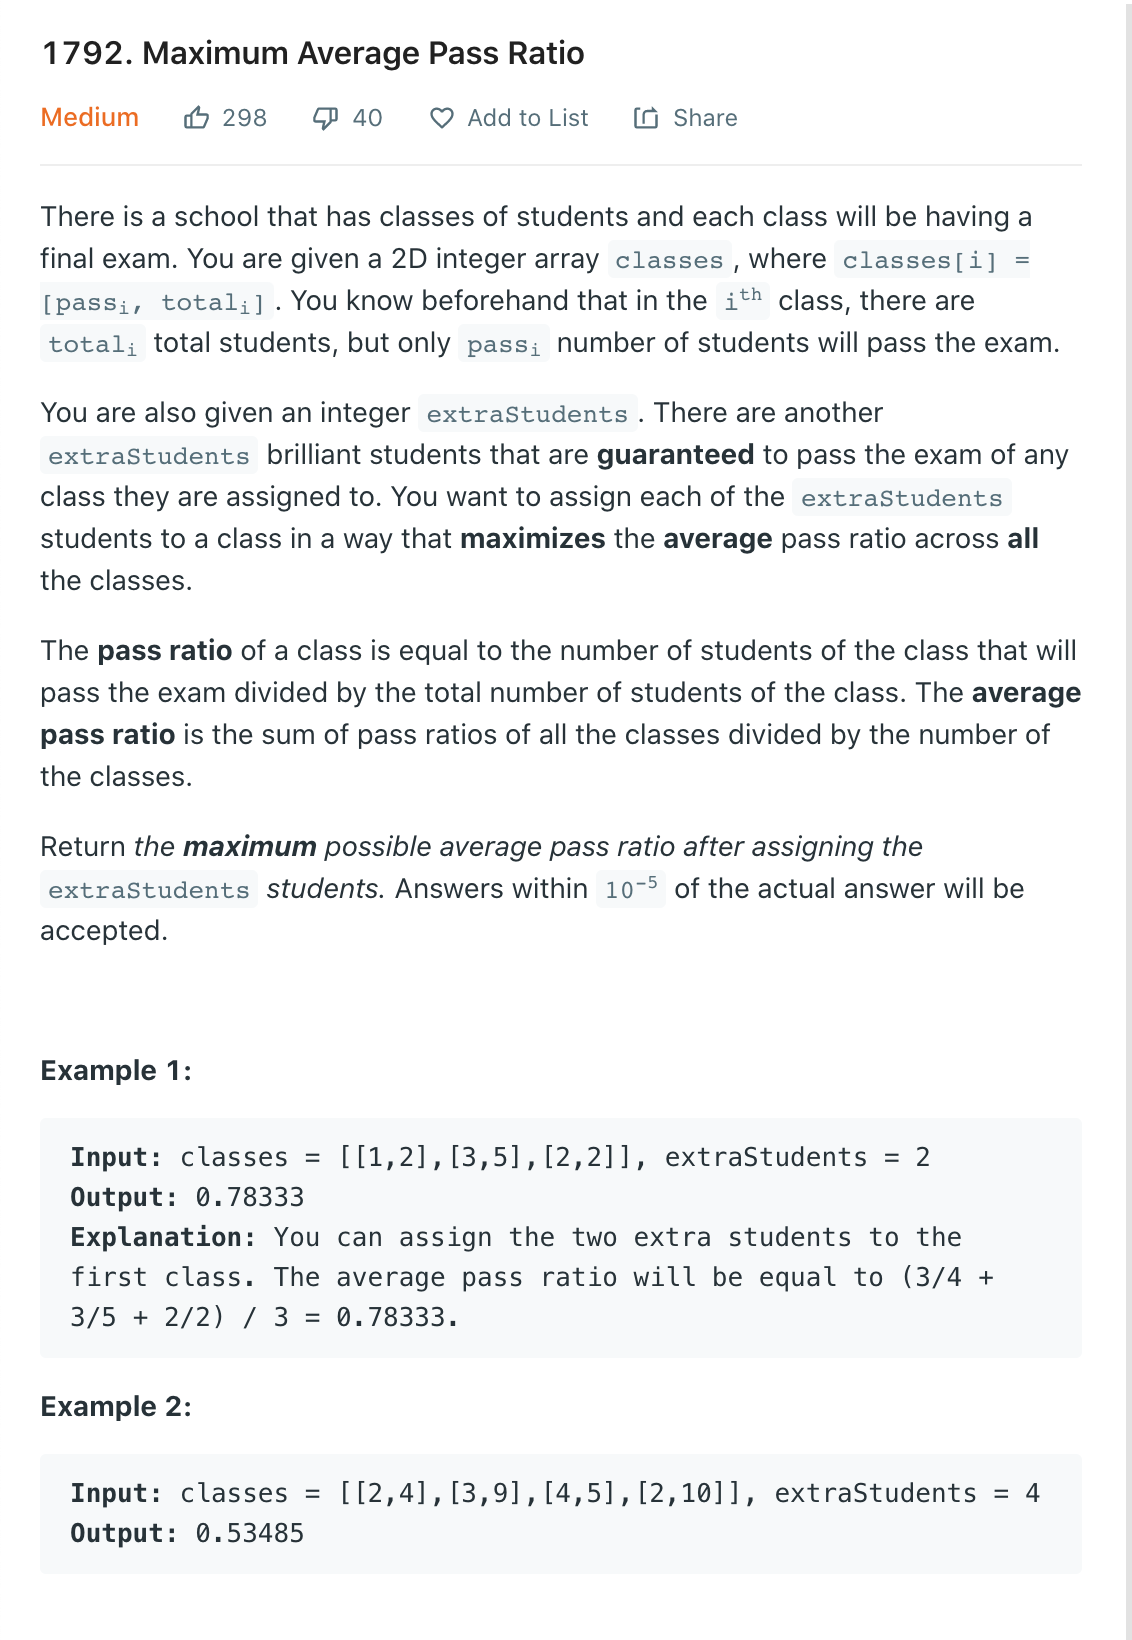 1792. Maximum Average Pass Ratio
Medium 298 40 Add to List Share
There is a school that has classes of students and each class will be having a
final exam. You are given a 2D integer array classes , where classes[i] =
[passᵢ, totalᵢ] . You know beforehand that in the iᵗʰ class, there are
totalᵢ total students, but only passᵢ number of students will pass the exam.
You are also given an integer extraStudents . There are another
extraStudents brilliant students that are guaranteed to pass the exam of any
class they are assigned to. You want to assign each of the extraStudents
students to a class in a way that maximizes the average pass ratio across all
the classes.
The pass ratio of a class is equal to the number of students of the class that will
pass the exam divided by the total number of students of the class. The average
pass ratio is the sum of pass ratios of all the classes divided by the number of
the classes.
Return the maximum possible average pass ratio after assigning the
extraStudents students. Answers within 10⁻⁵ of the actual answer will be
accepted.
Example 1:
Input: classes = [[1,2],[3,5],[2,2]], extraStudents = 2
Output: 0.78333
Explanation: You can assign the two extra students to the
first class. The average pass ratio will be equal to (3/4 +
3/5 + 2/2) / 3 = 0.78333.
Example 2:
Input: classes = [[2,4],[3,9],[4,5],[2,10]], extraStudents = 4
Output: 0.53485